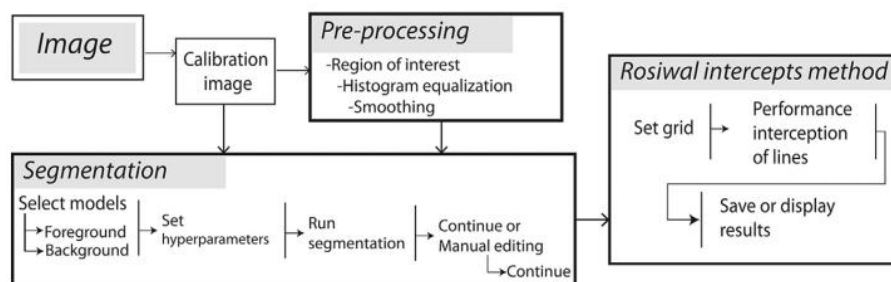 Image
Calibration
image
Pre-processing
-Region of interest
-Histogram equalization
-Smoothing
Segmentation
Select models
Foreground
Background
Set
hyperparameters
Run
segmentation
Continue or
Manual editing
Continue
Rosiwal intercepts method
Set grid
Performance
interception
of lines
Save or display
results